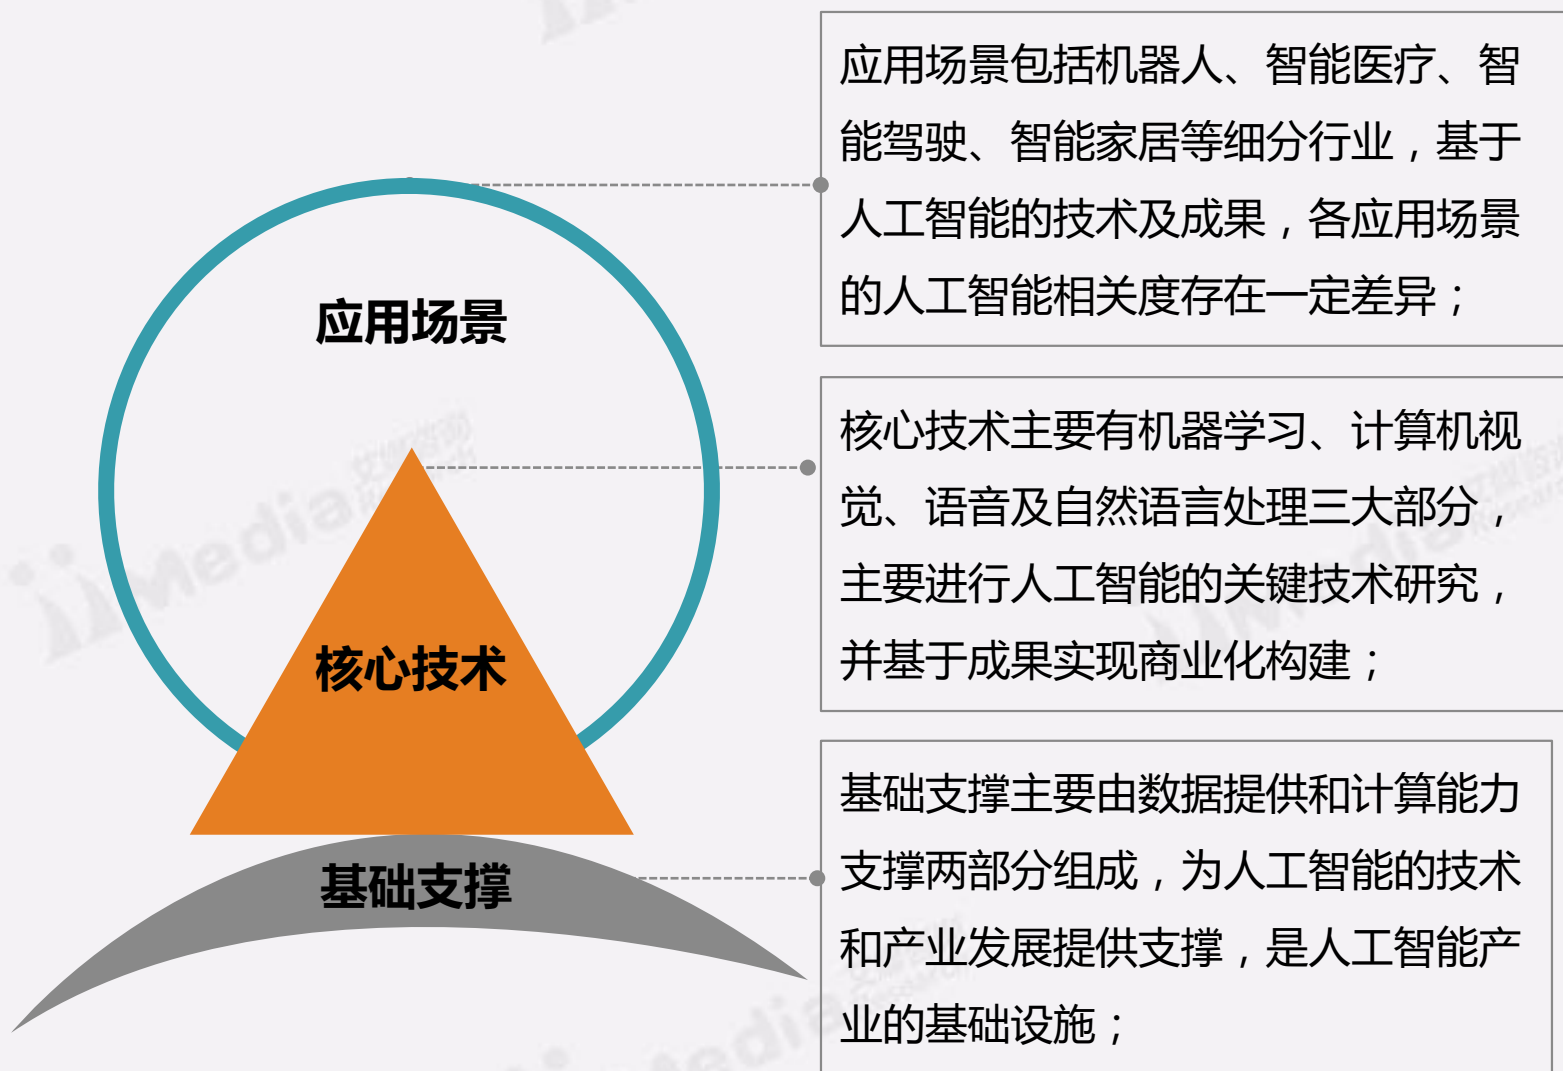 应用场景包括机器人、智能医疗、智
能驾驶、智能家居等细分行业，基于
人工智能的技术及成果，各应用场景
的人工智能相关度存在一定差异；
应用场景
核心技术主要有机器学习、计算机视
觉、语音及自然语言处理三大部分，
主要进行人工智能的关键技术研究，
并基于成果实现商业化构建；
核心技术
基础支撑主要由数据提供和计算能力
支撑两部分组成，为人工智能的技术
和产业发展提供支撑，是人工智能产
业的基础设施；
基础支撑
iiMedia Research
艾媒咨询